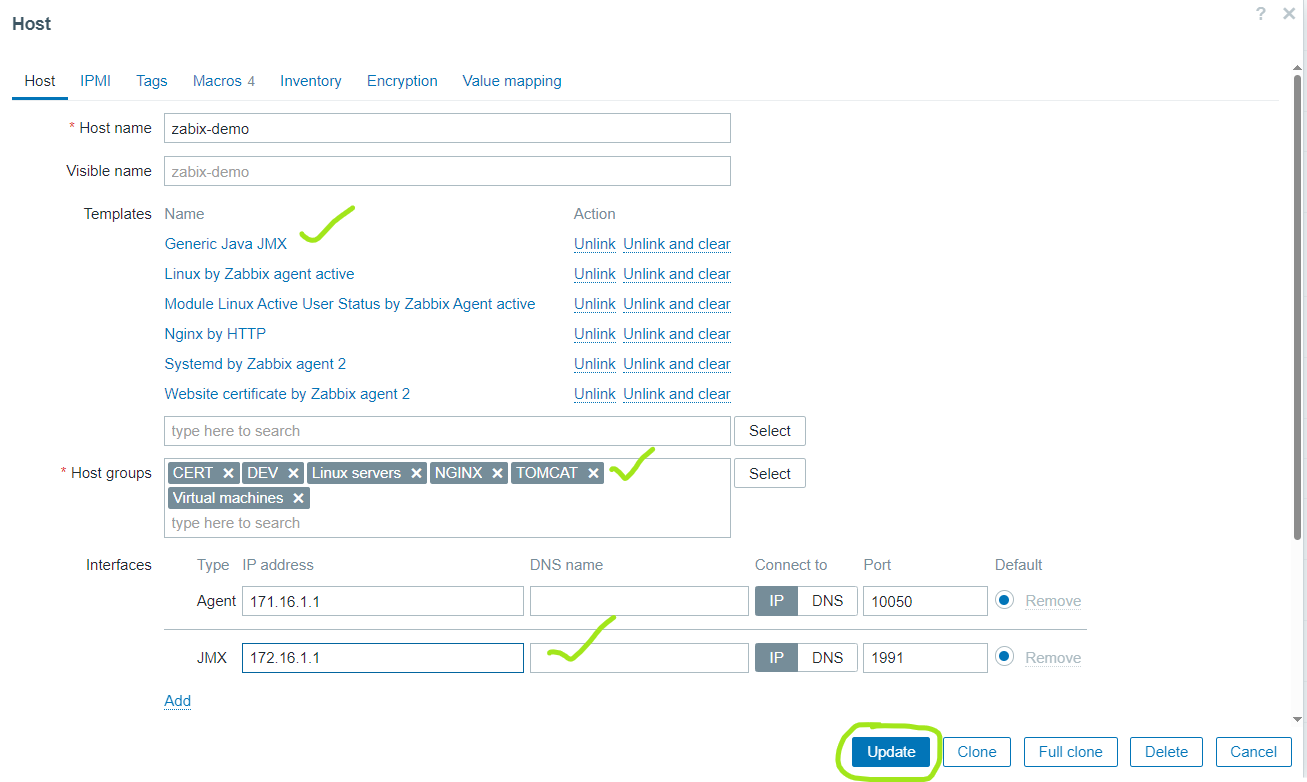 Host
? ×
Host IPMI Tags Macros 4 Inventory Encryption Value mapping
* Host name zabix-demo
Visible name zabix-demo
Templates Name Action
Generic Java JMX Unlink Unlink and clear
Linux by Zabbix agent active Unlink Unlink and clear
Module Linux Active User Status by Zabbix Agent active Unlink Unlink and clear
Nginx by HTTP Unlink Unlink and clear
Systemd by Zabbix agent 2 Unlink Unlink and clear
Website certificate by Zabbix agent 2 Unlink Unlink and clear
type here to search Select
* Host groups CERT × DEV × Linux servers × NGINX × TOMCAT × Select
Virtual machines ×
type here to search
Interfaces Type IP address DNS name Connect to Port Default
Agent 171.16.1.1 IP DNS 10050 Remove
JMX 172.16.1.1 IP DNS 1991 Remove
Add
Update Clone Full clone Delete Cancel